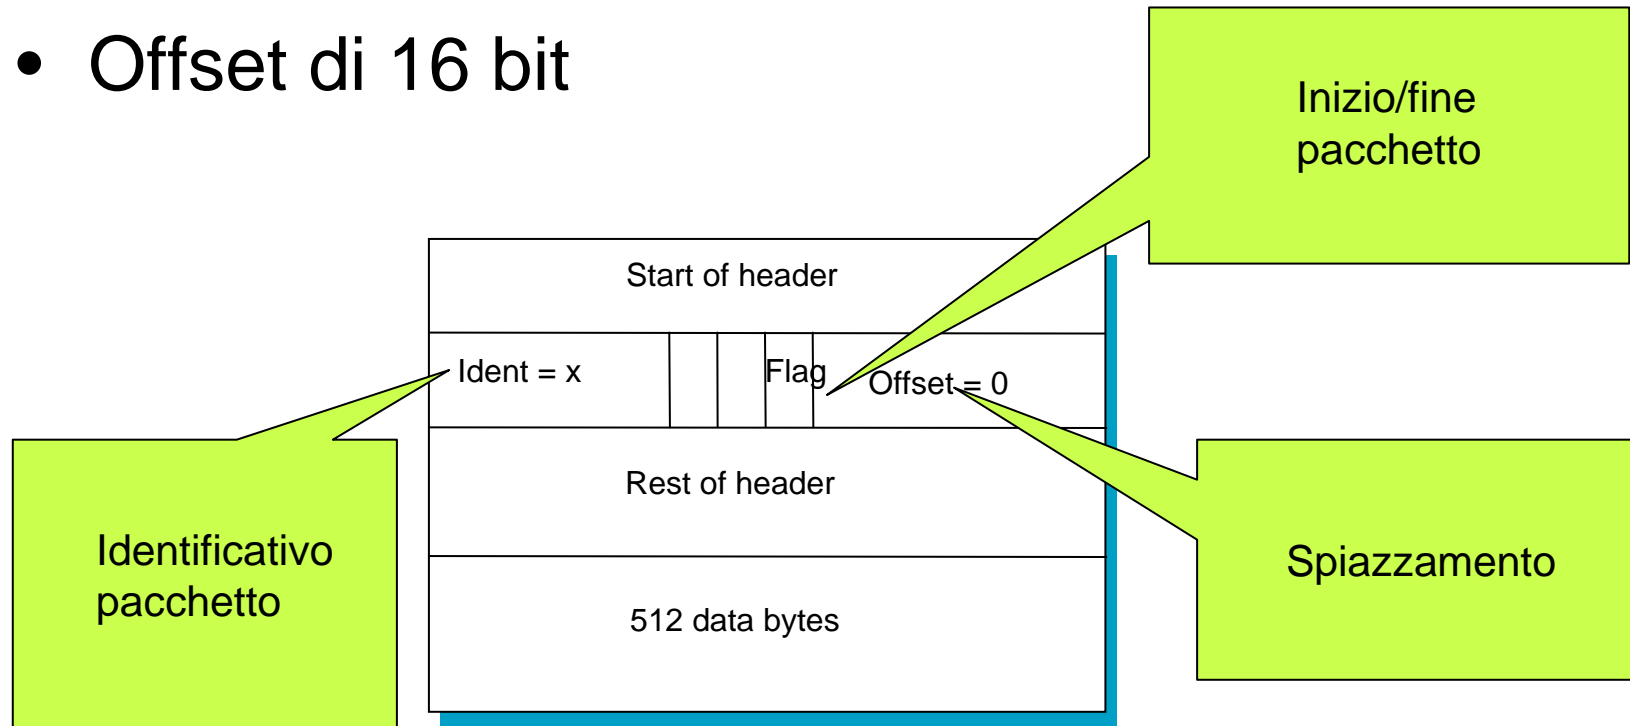 • Offset di 16 bit
Inizio/fine
pacchetto
Start of header
Ident = x
Flag
Offset = 0
Rest of header
Identificativo
pacchetto
Spiazzamento
512 data bytes